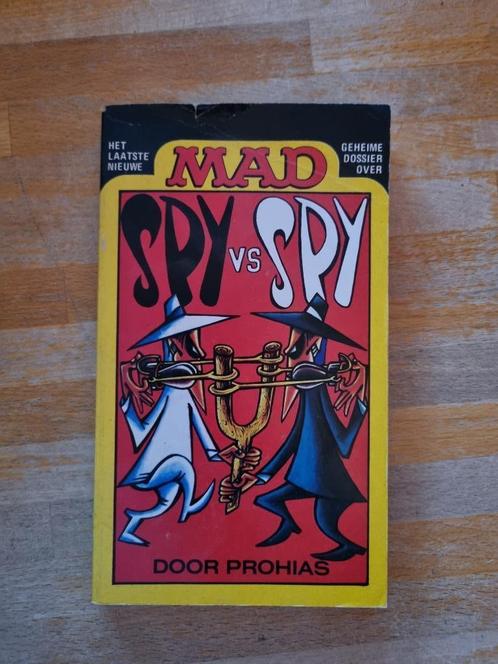 HET
LAATSTE
NIEUWE
MAD
GEHEIME
DOSSIER
OVER
SPY VS SPY
DOOR PROHIAS